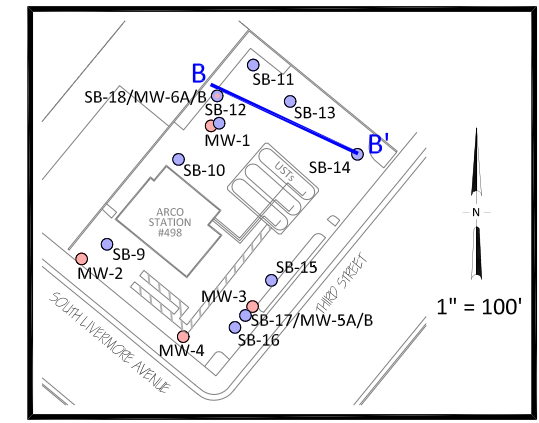 SB-11
B
SB-18/MW-6A/B
SB-12
SB-13
MW-1
B'
SB-14
SB-10
USTs
ARCO
STATION
#498
N
SB-9
MW-2
SB-15
THIRD STREET
MW-3
1" = 100'
SB-17/MW-5A/B
SB-16
MW-4
SOUTH LIVERMORE AVENUE